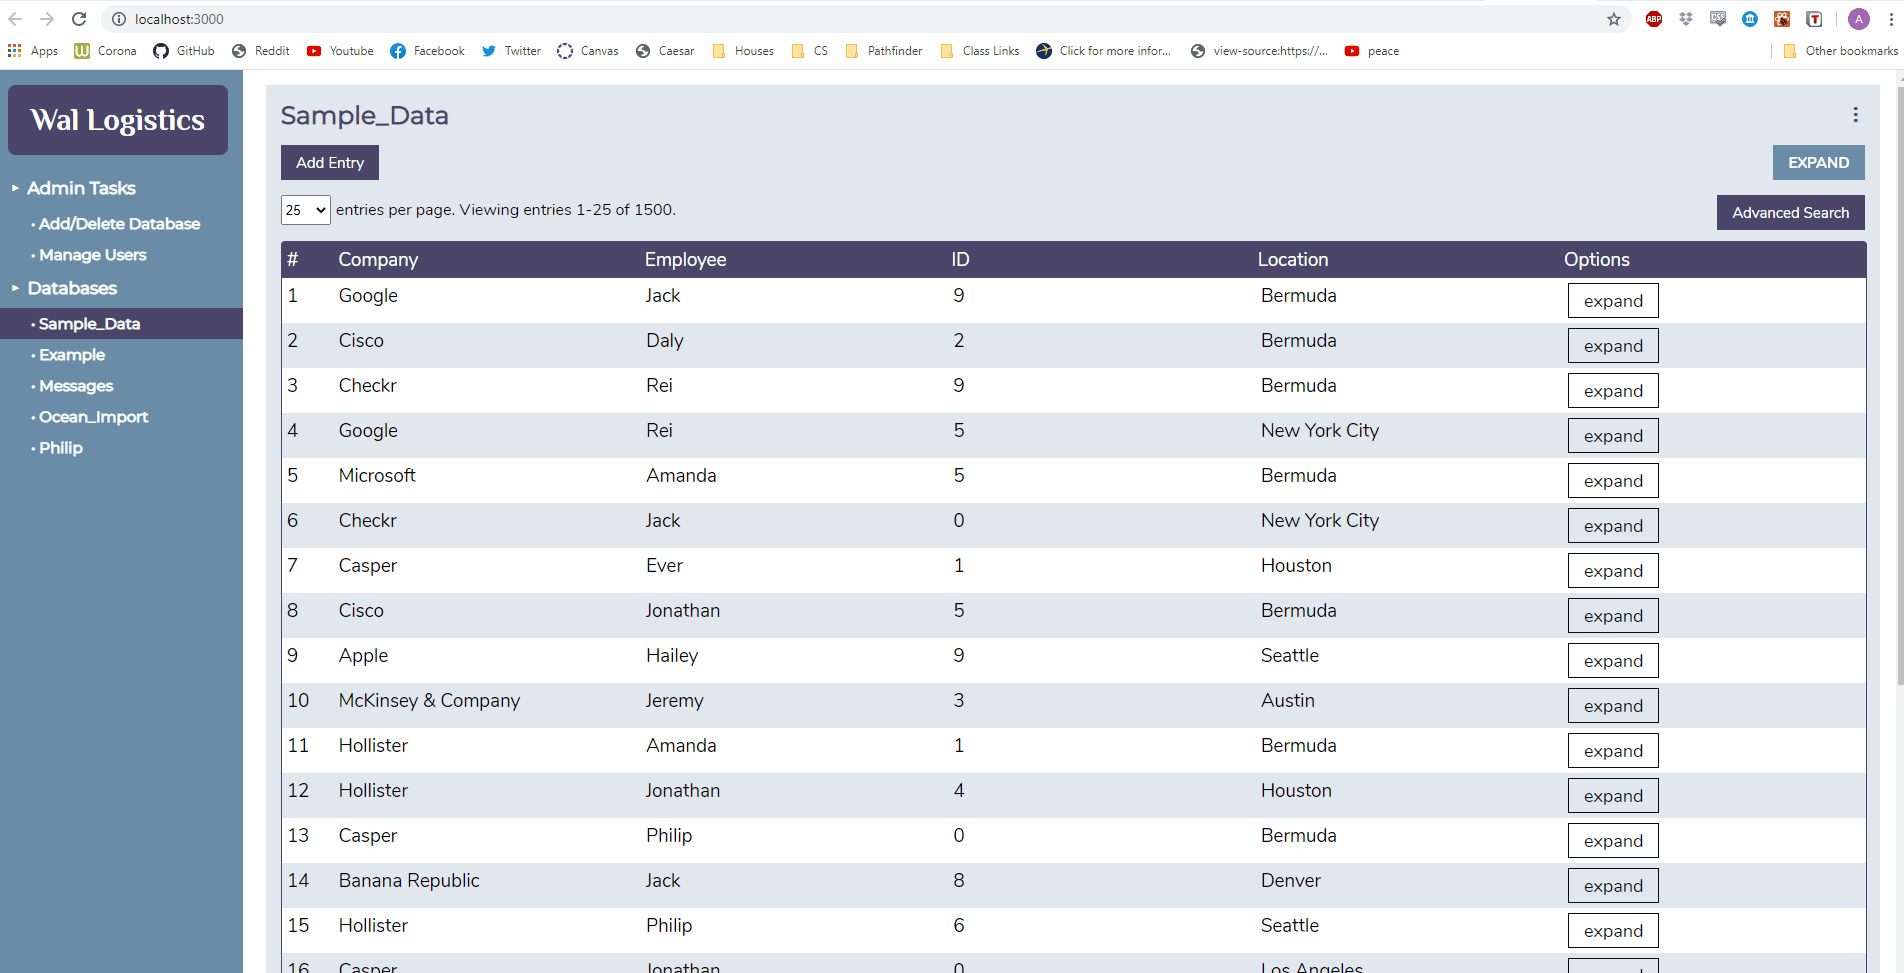 localhost:3000
ABP
A
Apps Corona GitHub Reddit Youtube Facebook Twitter Canvas Caesar Houses CS Pathfinder Class Links Click for more infor... view-source:https://... peace Other bookmarks
Wal Logistics
Admin Tasks
• Add/Delete Database
• Manage Users
Databases
• Sample_Data
• Example
• Messages
• Ocean_Import
• Philip
Sample_Data
Add Entry EXPAND
25 entries per page. Viewing entries 1-25 of 1500. Advanced Search
# Company Employee ID Location Options
1 Google Jack 9 Bermuda expand
2 Cisco Daly 2 Bermuda expand
3 Checkr Rei 9 Bermuda expand
4 Google Rei 5 New York City expand
5 Microsoft Amanda 5 Bermuda expand
6 Checkr Jack 0 New York City expand
7 Casper Ever 1 Houston expand
8 Cisco Jonathan 5 Bermuda expand
9 Apple Hailey 9 Seattle expand
10 McKinsey & Company Jeremy 3 Austin expand
11 Hollister Amanda 1 Bermuda expand
12 Hollister Jonathan 4 Houston expand
13 Casper Philip 0 Bermuda expand
14 Banana Republic Jack 8 Denver expand
15 Hollister Philip 6 Seattle expand
16 Casper Jonathan 0 Los Angeles